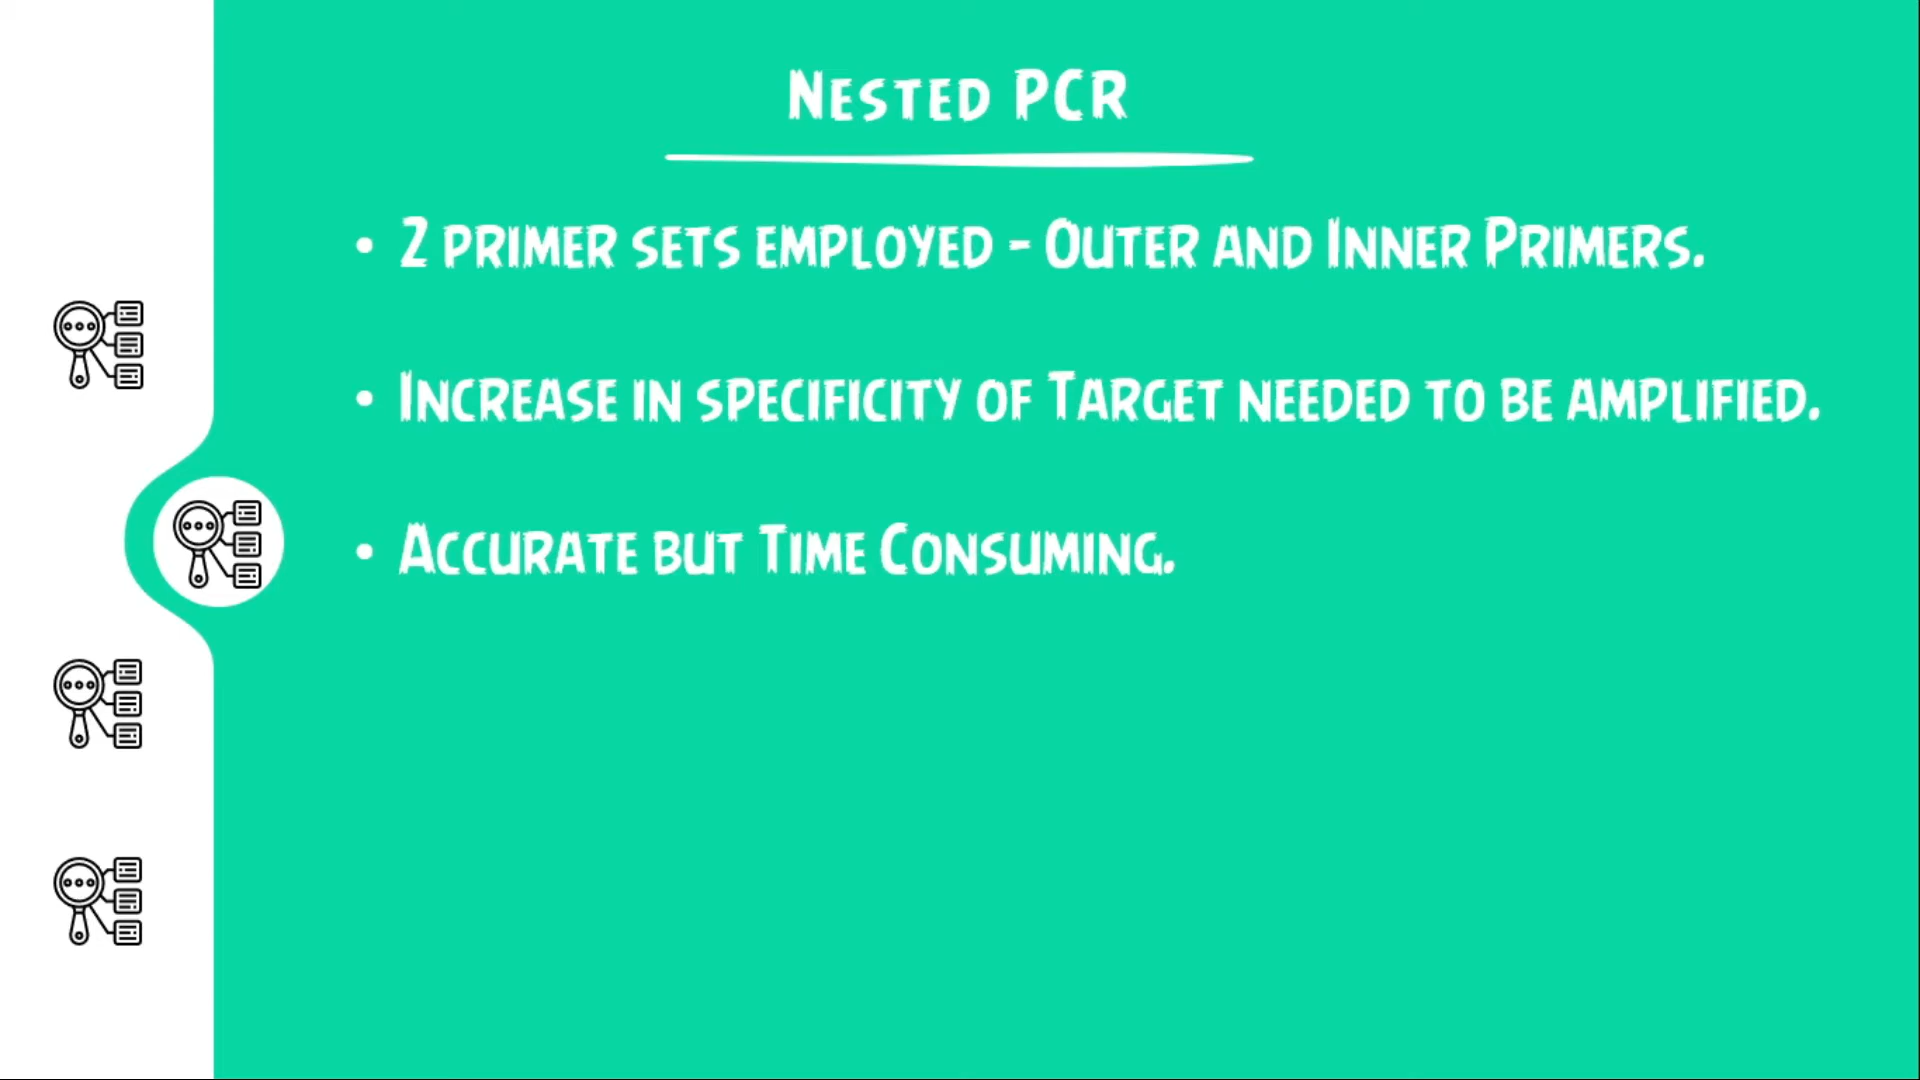 Nested PCR
• 2 primer sets employed - Outer and Inner Primers.
• Increase in specificity of Target needed to be amplified.
• Accurate but Time Consuming.